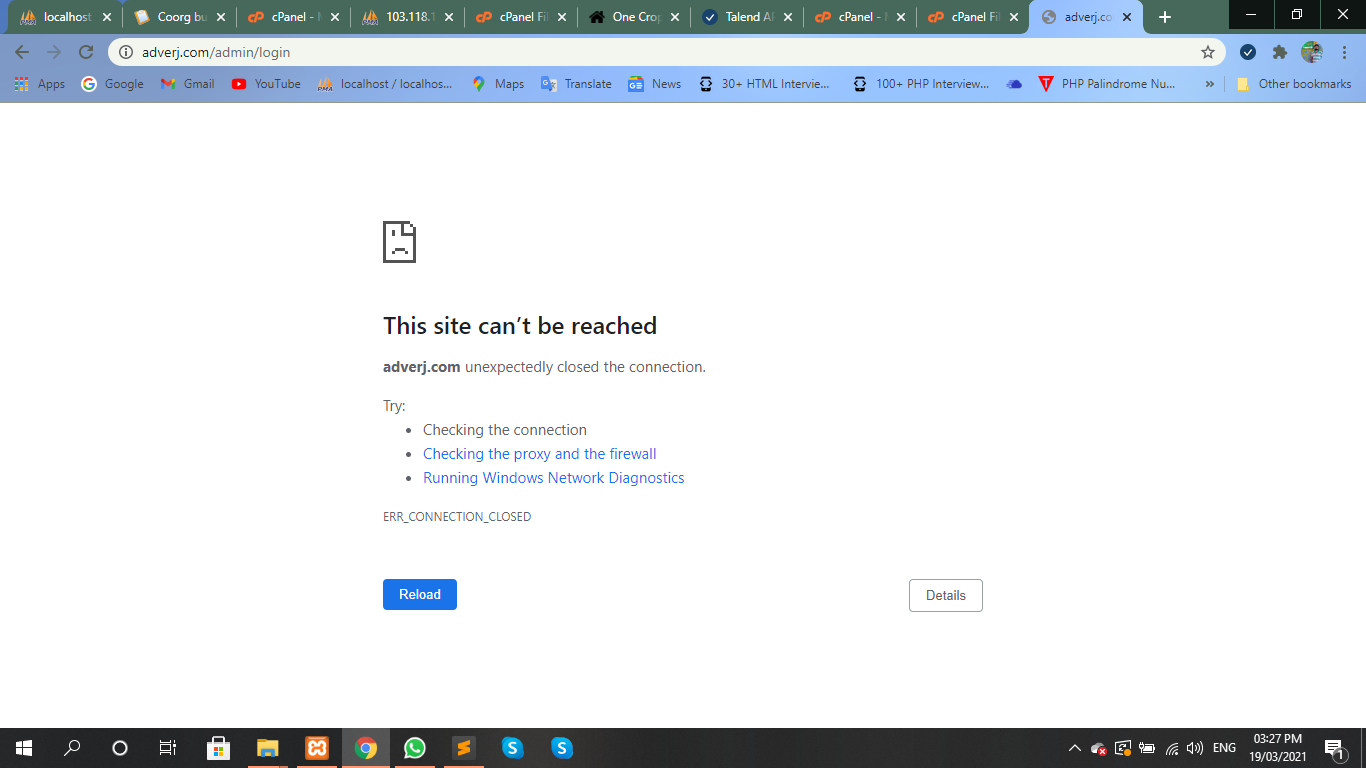 localhost
Coorg bu
cPanel - M
103.118.1
cPanel Fil
One Crop
Talend AP
cPanel - M
cPanel Fil
adverj.co
adverj.com/admin/login
Apps
Google
Gmail
YouTube
localhost / localhos...
Maps
Translate
News
30+ HTML Intervie...
100+ PHP Interview...
PHP Palindrome Nu...
»
Other bookmarks
This site can't be reached
adverj.com unexpectedly closed the connection.
Try:
• Checking the connection
• Checking the proxy and the firewall
• Running Windows Network Diagnostics
ERR_CONNECTION_CLOSED
Reload
Details
ENG
03:27 PM
19/03/2021
1